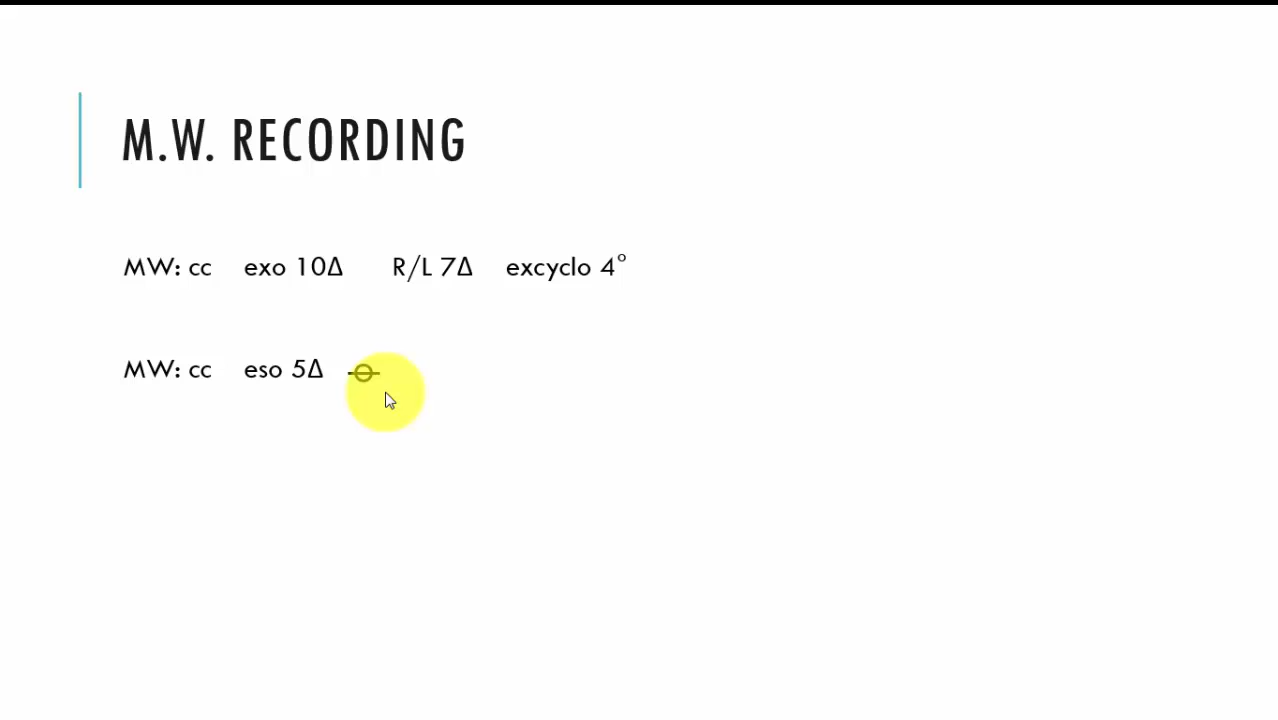 M.W. RECORDING
MW: cc exo 10Δ R/L 7Δ excyclo 4°
MW: cc eso 5Δ